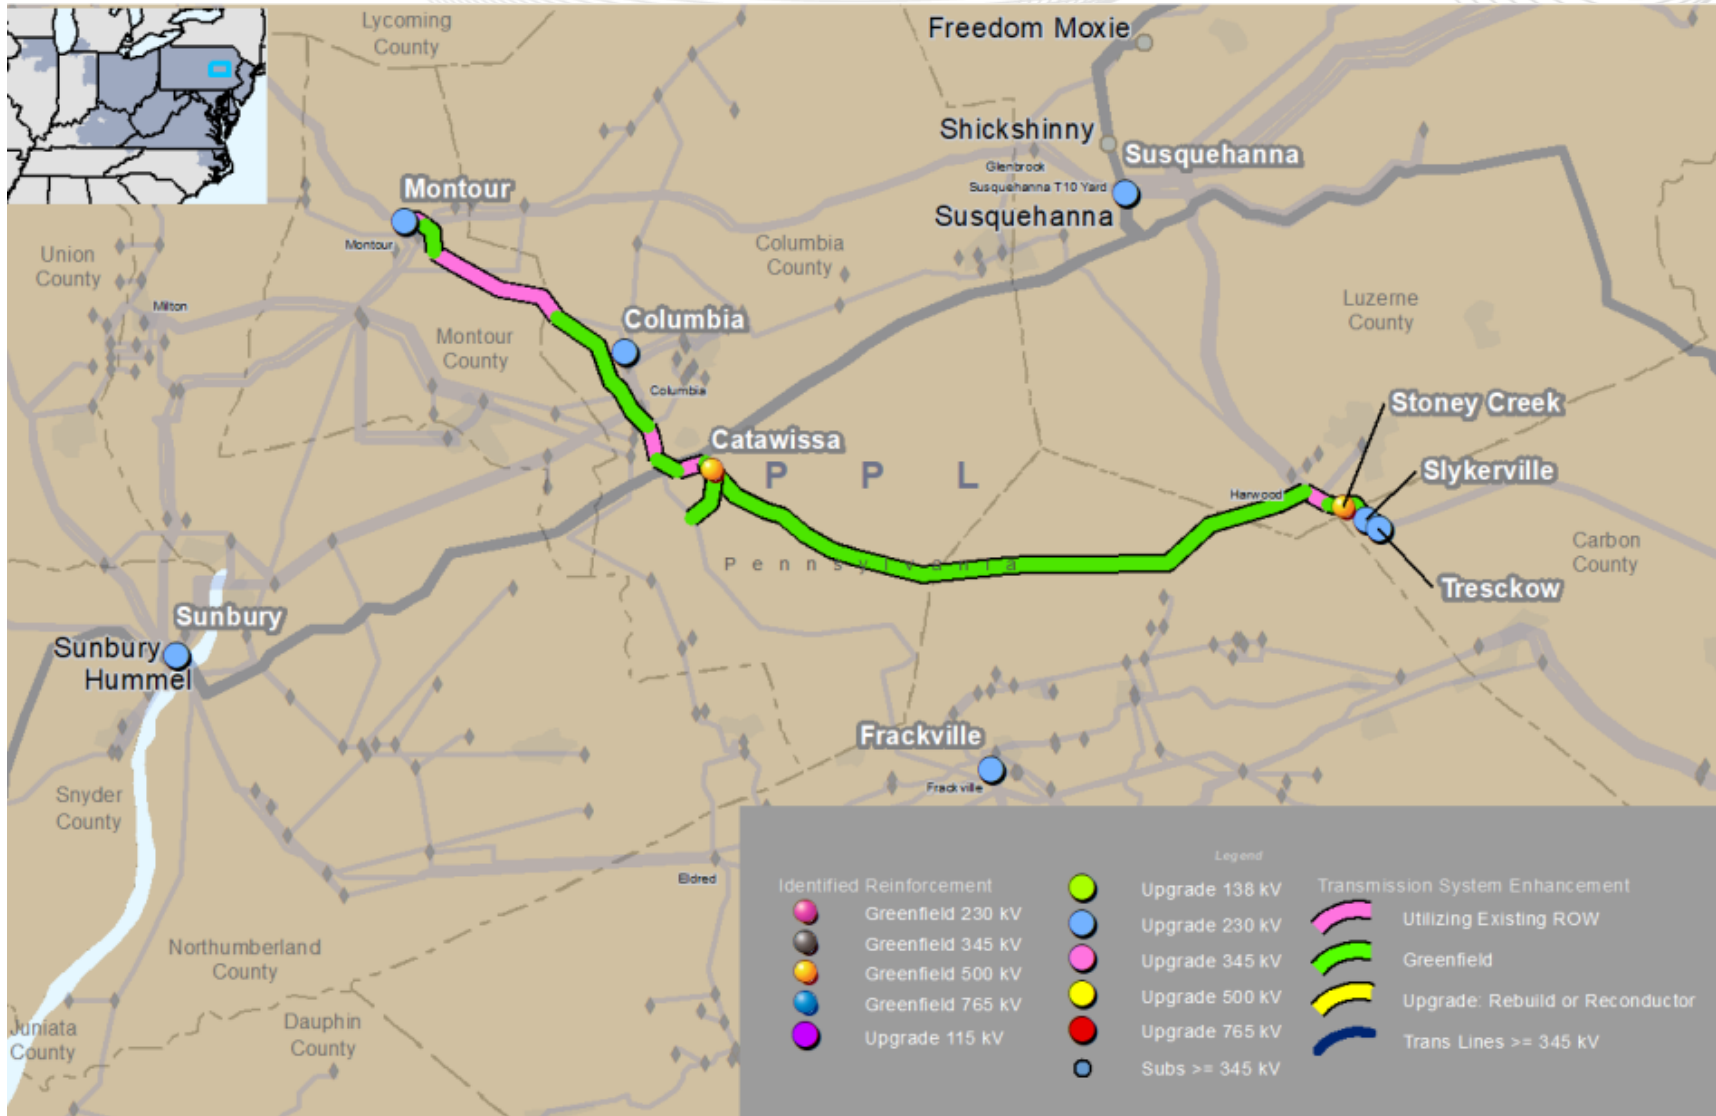 Lycoming
County
Freedom Moxie
Shickshinny
Susquehanna
Glenbrook
Susquehanna T10 Yard
Susquehanna
Montour
Montour
Union
County
Columbia
County
Milton
Luzerne
County
Columbia
Montour
County
Columbia
Stoney Creek
Catawissa
P P L
Slykerville
Harwood
Carbon
County
Pennsylvania
Tresckow
Sunbury
Sunbury
Hummel
Frackville
Frackville
Snyder
County
Eldred
Northumberland
County
Dauphin
County
Juniata
County
Legend
Identified Reinforcement
Greenfield 230 kV
Greenfield 345 kV
Greenfield 500 kV
Greenfield 765 kV
Upgrade 115 kV
Upgrade 138 kV
Upgrade 230 kV
Upgrade 345 kV
Upgrade 500 kV
Upgrade 765 kV
Subs >= 345 kV
Transmission System Enhancement
Utilizing Existing ROW
Greenfield
Upgrade: Rebuild or Reconductor
Trans Lines >= 345 kV